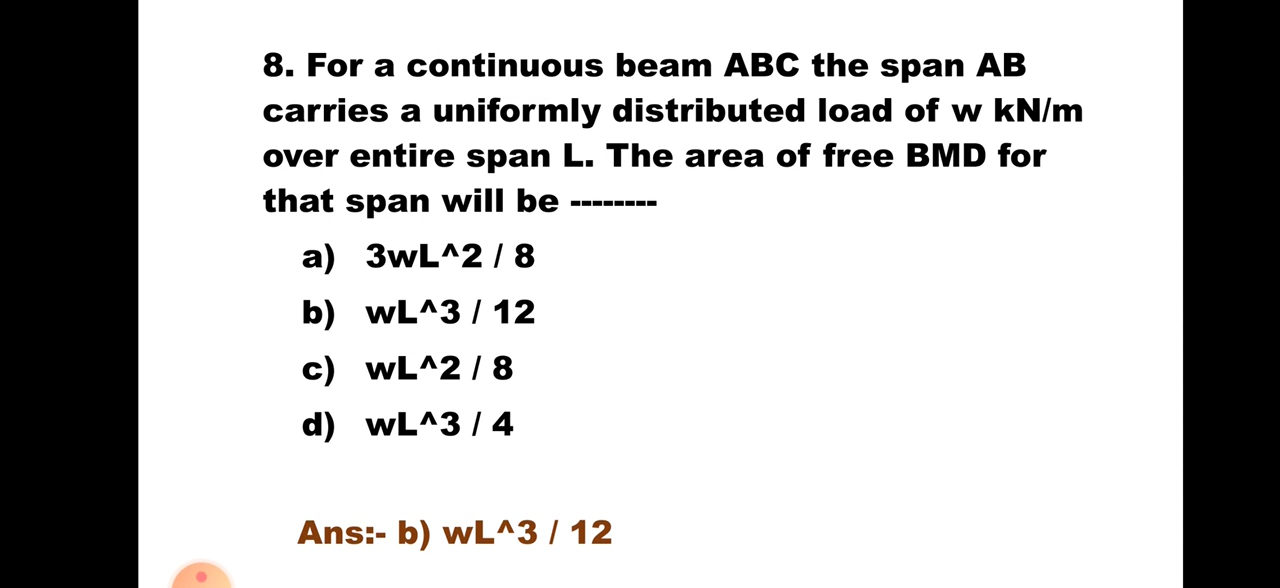 8. For a continuous beam ABC the span AB
carries a uniformly distributed load of w kN/m
over entire span L. The area of free BMD for
that span will be --------
a) 3wL^2 / 8
b) wL^3 / 12
c) wL^2 / 8
d) wL^3 / 4
Ans:- b) wL^3 / 12